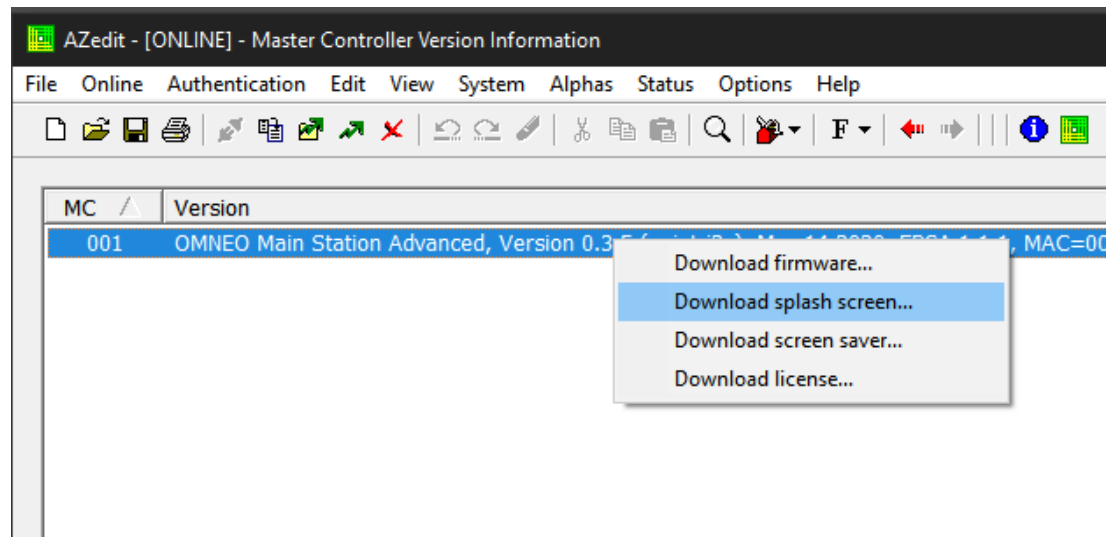 AZedit - [ONLINE] - Master Controller Version Information
File Online Authentication Edit View System Alphas Status Options Help
F
MC Version
001 OMNEO Main Station Advanced, Version 0.3 , MAC=00
Download firmware...
Download splash screen...
Download screen saver...
Download license...